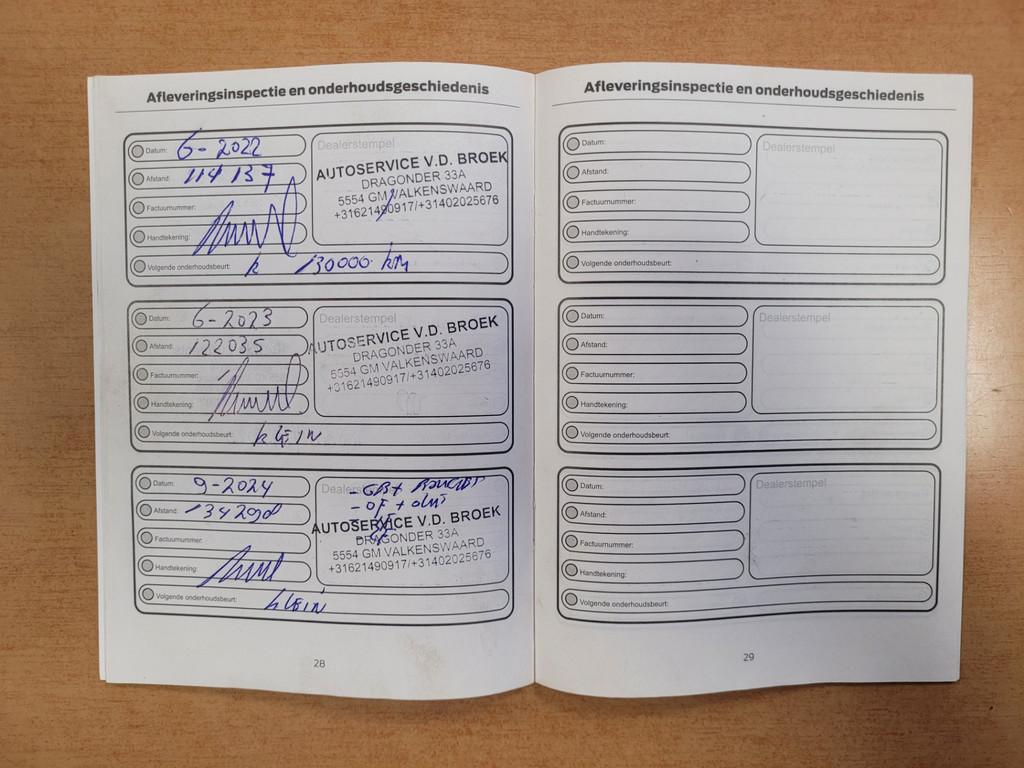 Afleveringsinspectie en onderhoudsgeschiedenis
Datum: 6-2022
Afstand: 114 137
Factuurnummer:
Handtekening:
Volgende onderhoudsbeurt: k 130000 km
Dealerstempel
AUTOSERVICE V.D. BROEK
DRAGONDER 33A
5554 GM VALKENSWAARD
+31621490917/+31402025676
Datum: 6-2023
Afstand: 122035
Factuurnummer:
Handtekening:
Volgende onderhoudsbeurt: KLEIN
Dealerstempel
AUTOSERVICE V.D. BROEK
DRAGONDER 33A
5554 GM VALKENSWAARD
+31621490917/+31402025676
Datum: 9-2024
Afstand: 134298
Factuurnummer:
Handtekening:
Volgende onderhoudsbeurt: KLEIN
- OF +
AUTOSERVICE V.D. BROEK
DRAGONDER 33A
5554 GM VALKENSWAARD
+31621490917/+31402025676
28
Afleveringsinspectie en onderhoudsgeschiedenis
Datum:
Afstand:
Factuurnummer:
Handtekening:
Volgende onderhoudsbeurt:
Dealerstempel
Datum:
Afstand:
Factuurnummer:
Handtekening:
Volgende onderhoudsbeurt:
Dealerstempel
Datum:
Afstand:
Factuurnummer:
Handtekening:
Volgende onderhoudsbeurt:
Dealerstempel
29